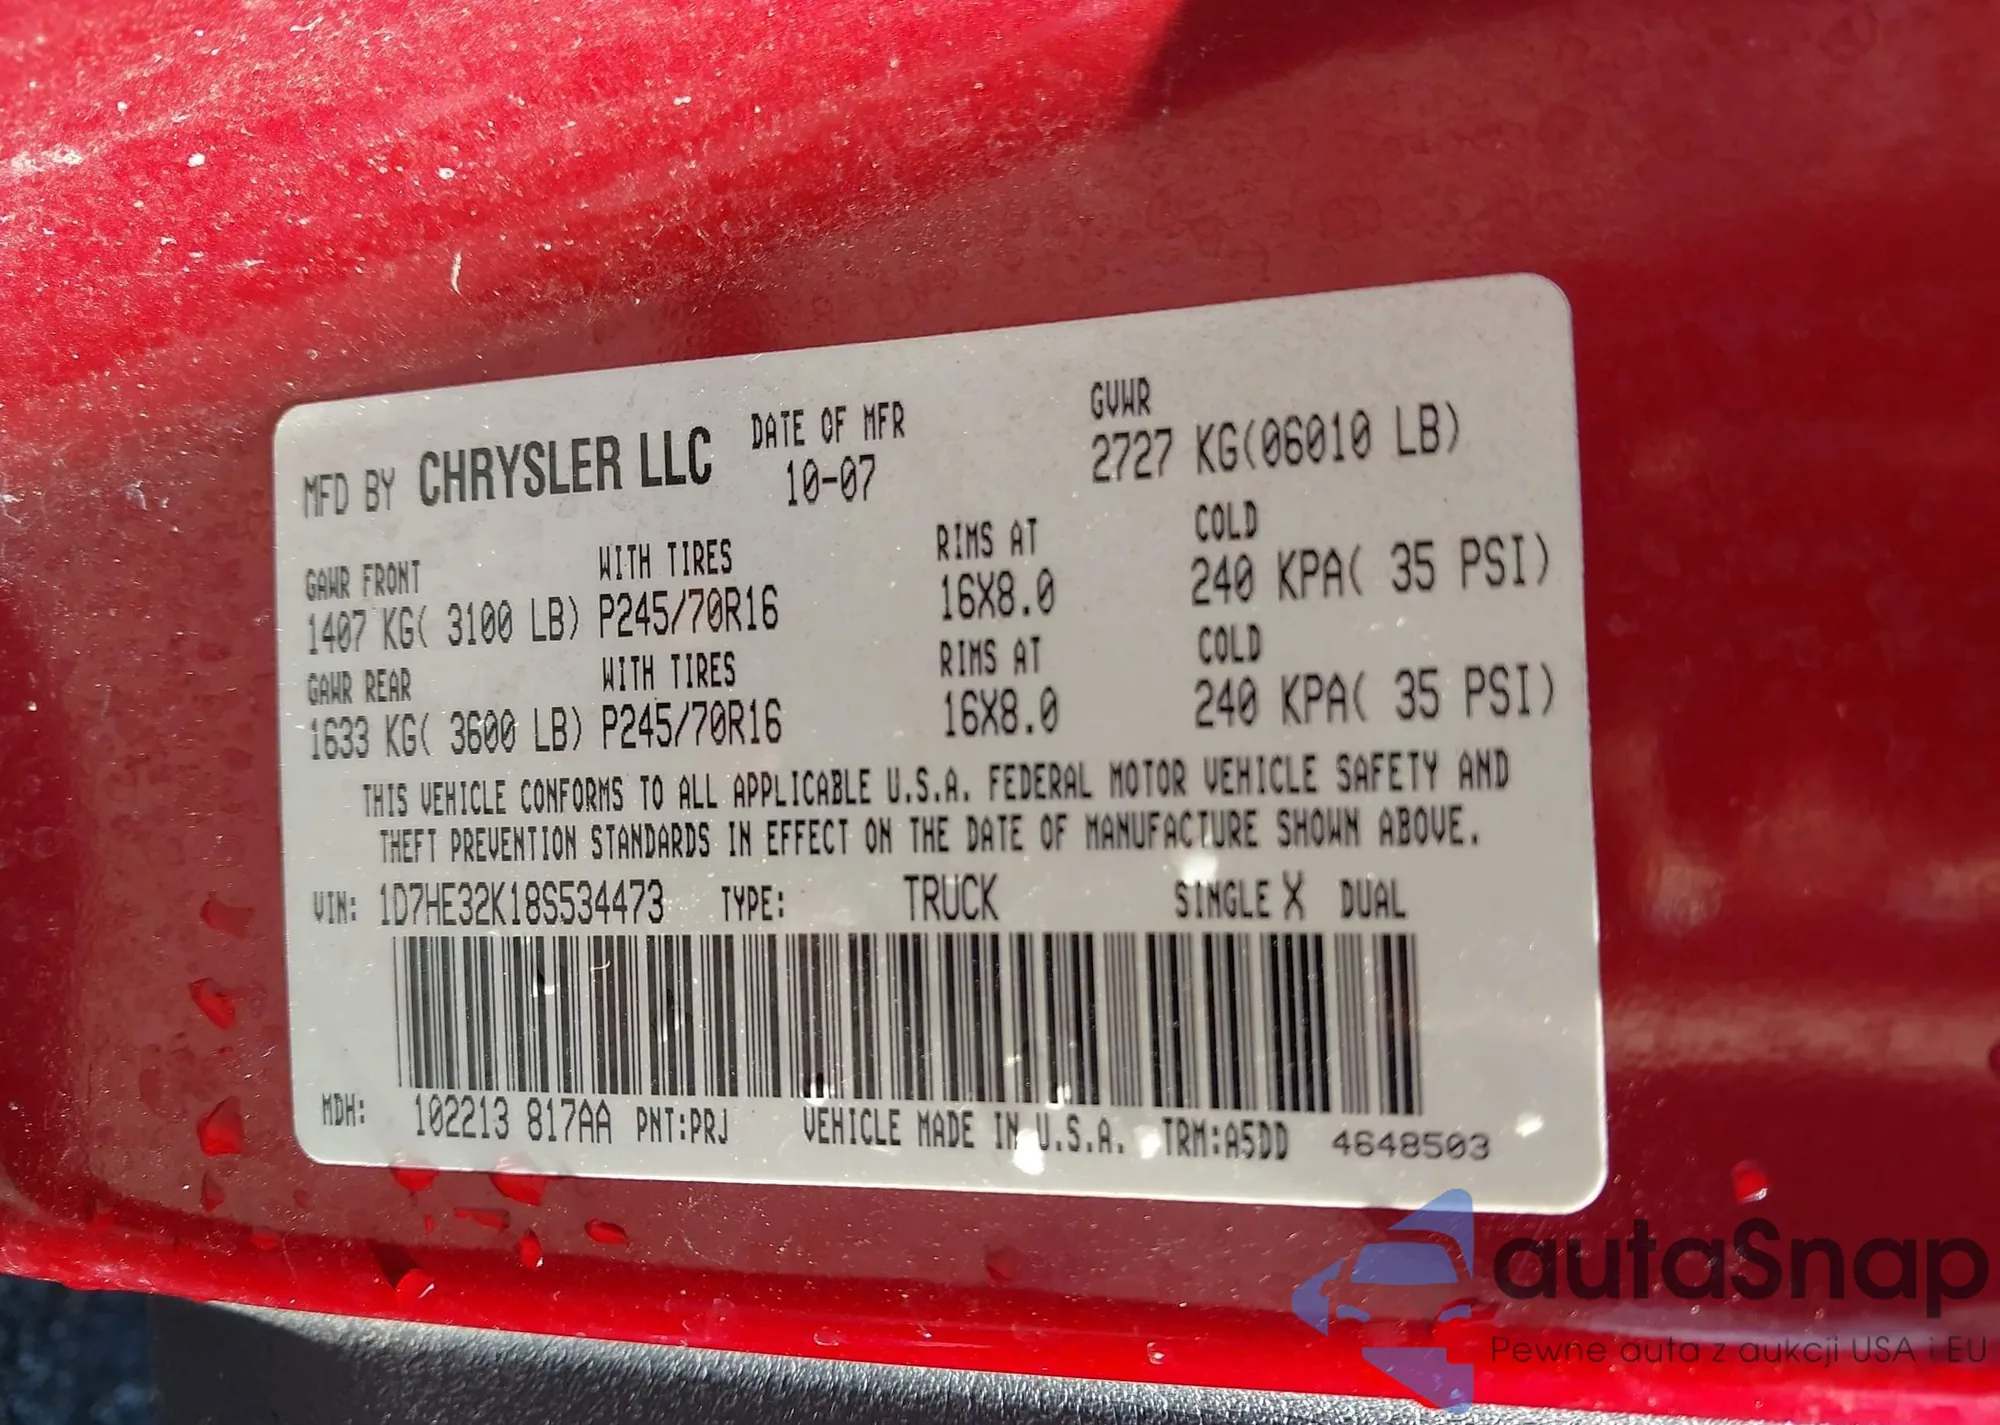 MFD BY CHRYSLER LLC DATE OF MFR 10-07 GVWR 2727 KG(06010 LB)
GAWR FRONT WITH TIRES RIMS AT COLD
1407 KG( 3100 LB) P245/70R16 16X8.0 240 KPA( 35 PSI)
GAWR REAR WITH TIRES RIMS AT COLD
1633 KG( 3600 LB) P245/70R16 16X8.0 240 KPA( 35 PSI)
THIS VEHICLE CONFORMS TO ALL APPLICABLE U.S.A. FEDERAL MOTOR VEHICLE SAFETY AND
THEFT PREVENTION STANDARDS IN EFFECT ON THE DATE OF MANUFACTURE SHOWN ABOVE.
VIN: 1D7HE32K18S534473 TYPE: TRUCK SINGLE X DUAL
MDH: 102213 817AA PNT:PRJ VEHICLE MADE IN U.S.A. TRM:A5DD 4648503
autaSnap
Pewne auta z aukcji USA i EU